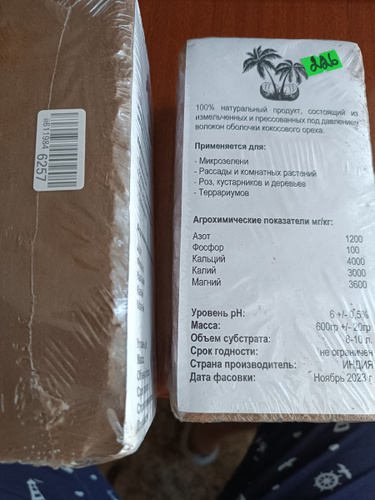 226
100% натуральный продукт, состоящий из
измельченных и прессованных под давлением
волокон оболочки кокосового ореха.
Применяется для:
- Микрозелени
- Рассады и комнатных растений
- Роз, кустарников и деревьев
- Террариумов
Агрохимические показатели мг/кг:
Азот 1200
Фосфор 100
Кальций 4000
Калий 3000
Магний 3600
Уровень pH: 6 +/- 0,5%
Масса: 600гр +/- 20гр
Объем субстрата: 8-10 л.
Срок годности: не ограничен
Страна производитель: ИНДИЯ
Дата фасовки: Ноябрь 2023 г
6257